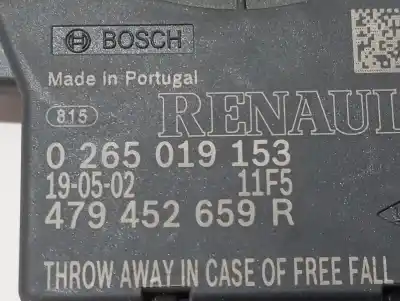 BOSCH
Made in Portugal
815
RENAUL
0 265 019 153
19-05-02 11F5
479 452 659 R
THROW AWAY IN CASE OF FREE FALL